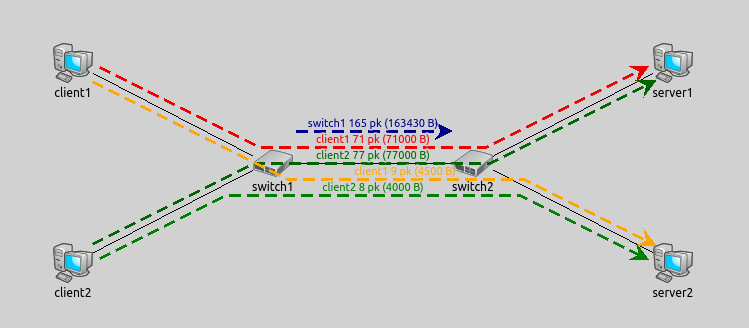 client1
server1
switch1 165 pk (163430 B)
client1 71 pk (71000 B)
client2 77 pk (77000 B)
client1 9 pk (4500 B)
switch1
switch2
client2 8 pk (4000 B)
client2
server2